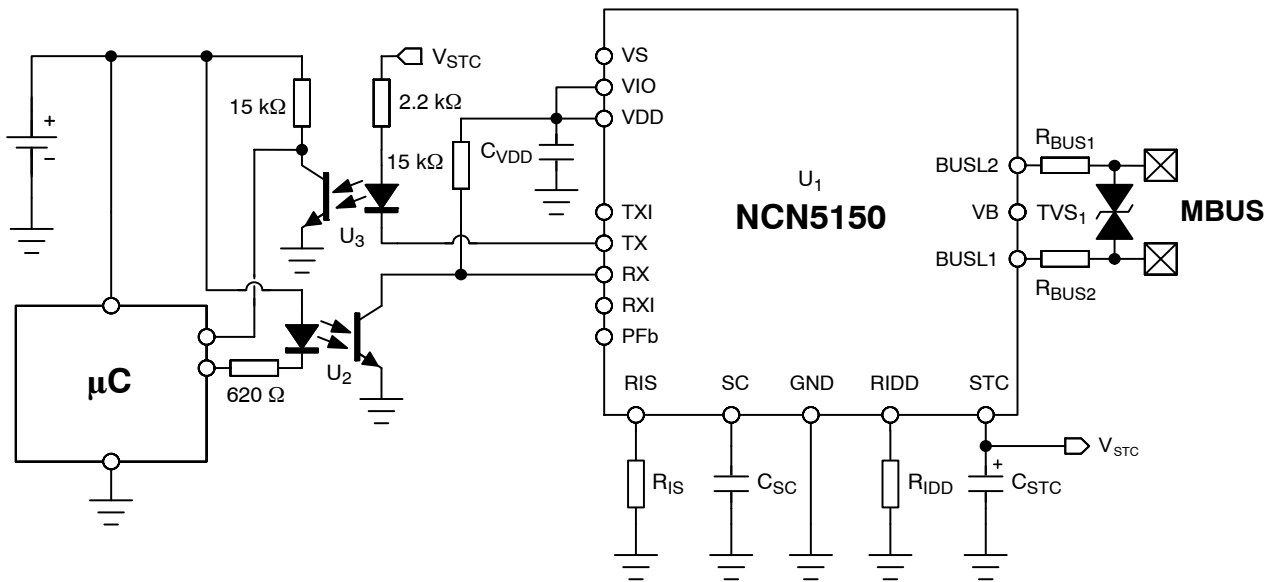 VS
V_STC
VIO
+
15 kΩ
2.2 kΩ
VDD
−
15 kΩ
C_VDD
R_BUS1
BUSL2
U_1
NCN5150
TXI
VB
TVS_1
MBUS
U_3
TX
BUSL1
RX
R_BUS2
RXI
PFb
U_2
μC
620 Ω
RIS
SC
GND
RIDD
STC
V_STC
+
R_IS
C_SC
R_IDD
C_STC